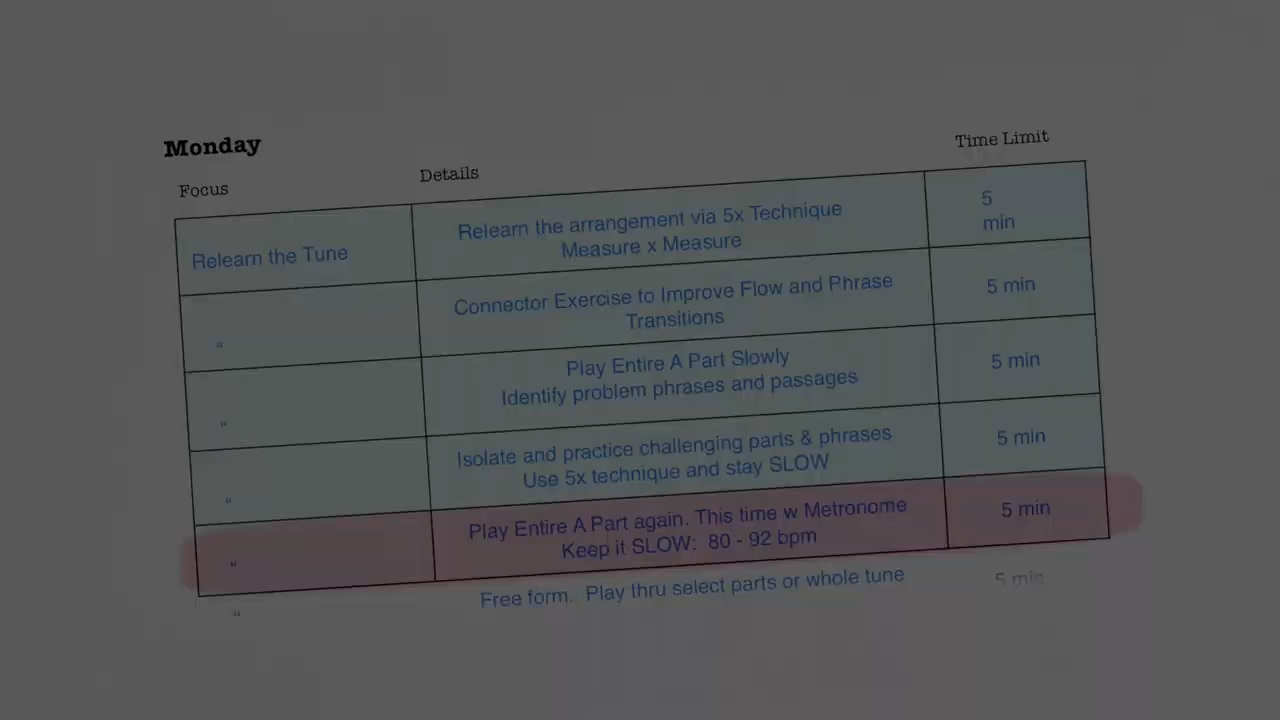 Monday
Focus Details Time Limit
Relearn the Tune
Relearn the arrangement via 5x Technique
Measure x Measure
5
min
“
Connector Exercise to Improve Flow and Phrase
Transitions
5 min
“
Play Entire A Part Slowly
Identify problem phrases and passages
5 min
“
Isolate and practice challenging parts & phrases
Use 5x technique and stay SLOW
5 min
“
Play Entire A Part again. This time w Metronome
Keep it SLOW: 80 - 92 bpm
5 min
“
Free form. Play thru select parts or whole tune
5 min